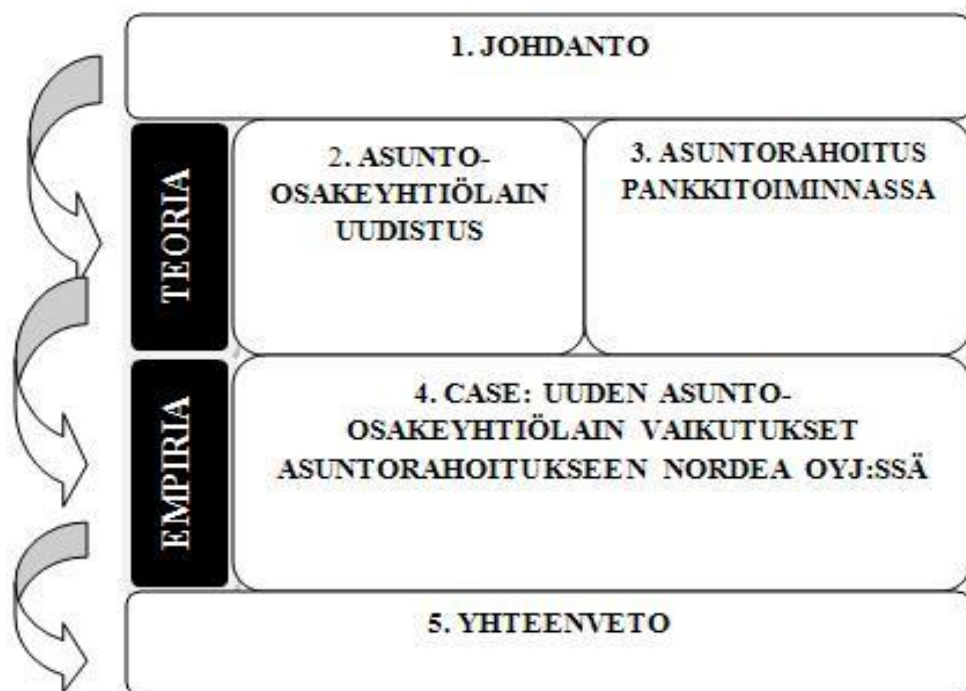 1. JOHDANTO
TEORIA
2. ASUNTO-
OSAKEYHTIÖLAIN
UUDISTUS
3. ASUNTORAHOITUS
PANKKITOIMINNASSA
EMPIRIA
4. CASE: UUDEN ASUNTO-
OSAKEYHTIÖLAIN VAIKUTUKSET
ASUNTORAHOITUKSEEN NORDEA OYJ:SSÄ
5. YHTEENVETO